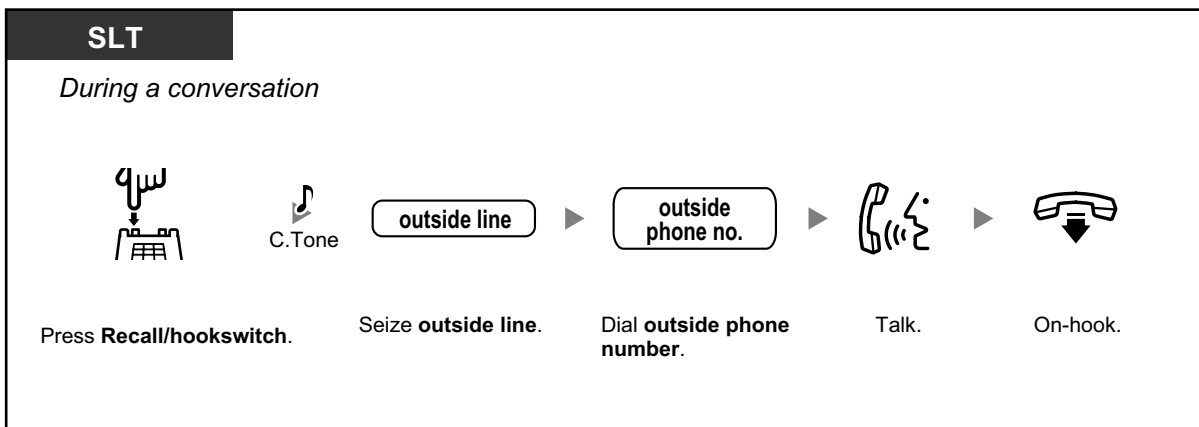 SLT
During a conversation
C.Tone
outside line
outside
phone no.
Press Recall/hookswitch.
Seize outside line.
Dial outside phone
number.
Talk.
On-hook.